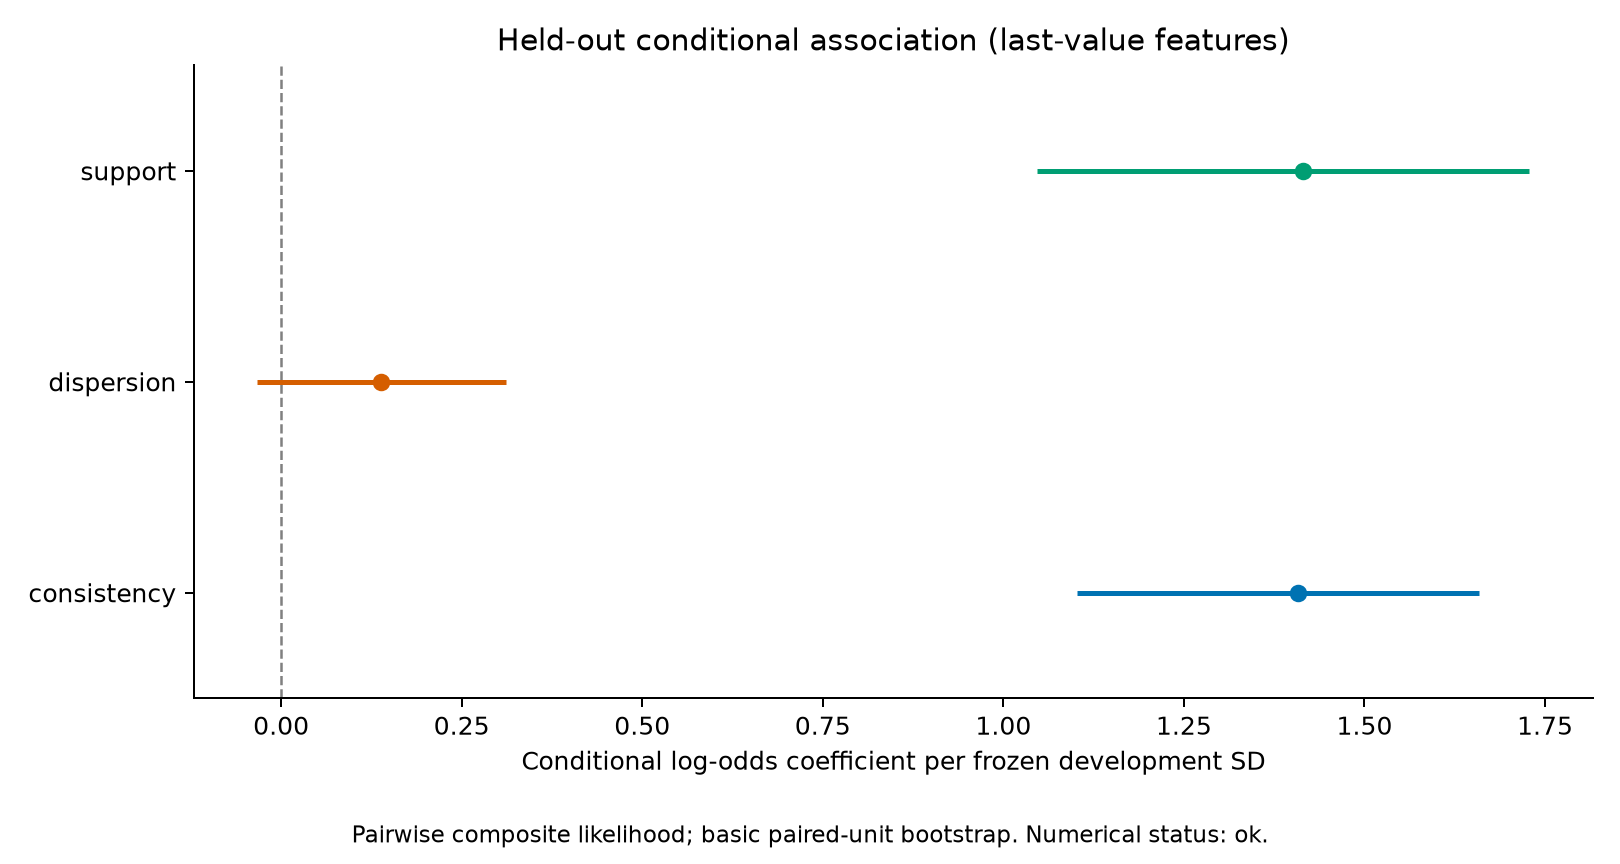 Held-out conditional association (last-value features)
support
dispersion
consistency
0.00 0.25 0.50 0.75 1.00 1.25 1.50 1.75
Conditional log-odds coefficient per frozen development SD
Pairwise composite likelihood; basic paired-unit bootstrap. Numerical status: ok.